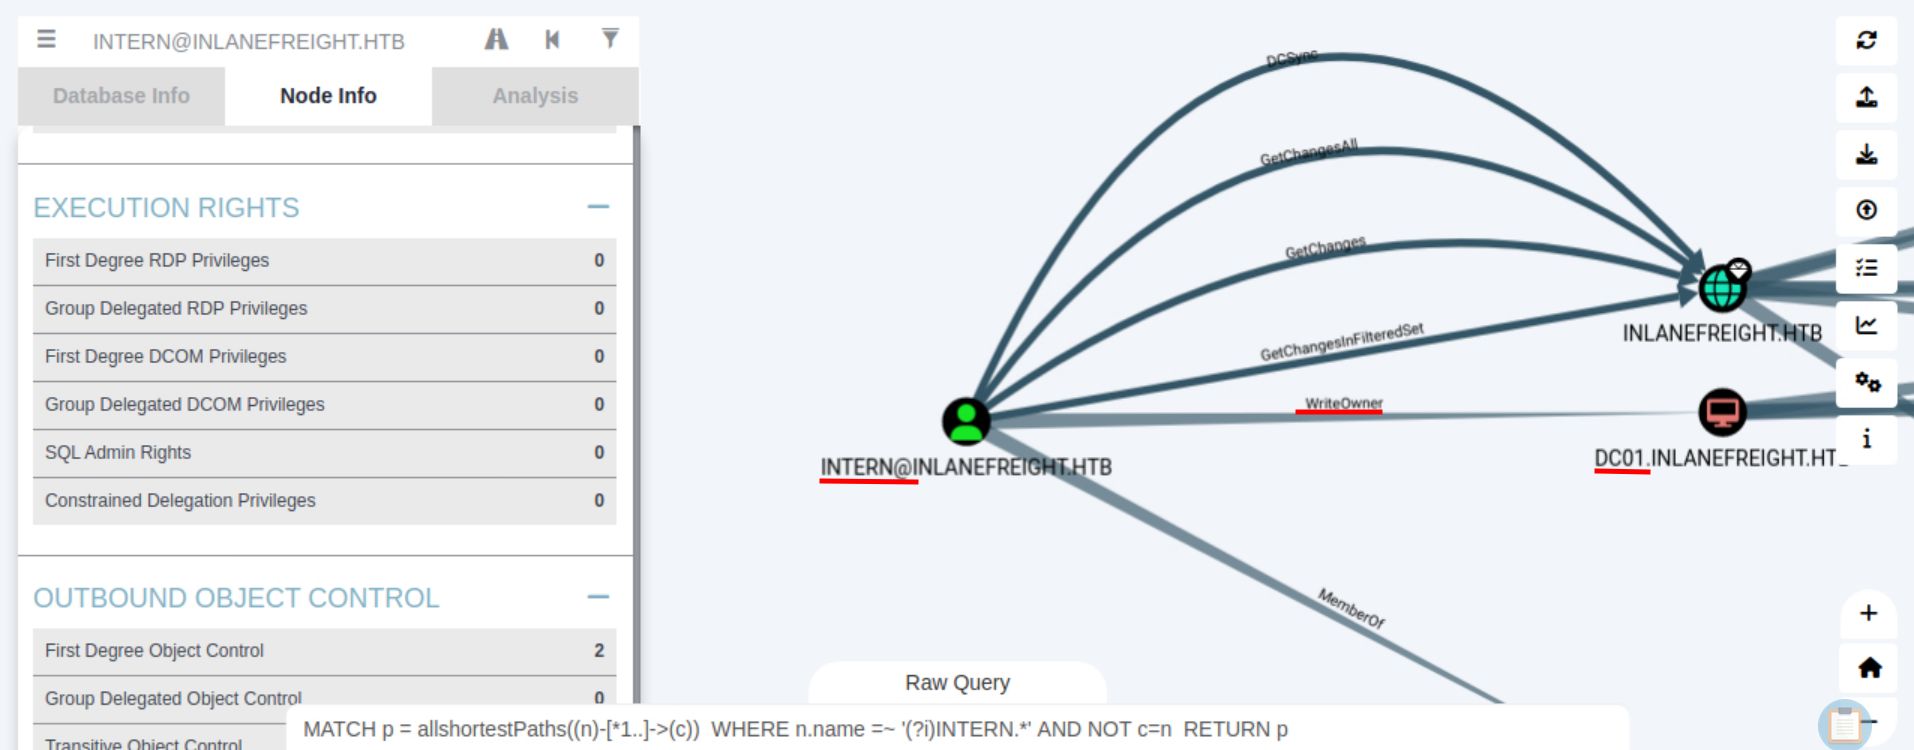 INTERN@INLANEFREIGHT.HTB
Database Info
Node Info
Analysis
EXECUTION RIGHTS
First Degree RDP Privileges 0
Group Delegated RDP Privileges 0
First Degree DCOM Privileges 0
Group Delegated DCOM Privileges 0
SQL Admin Rights 0
Constrained Delegation Privileges 0
OUTBOUND OBJECT CONTROL
First Degree Object Control 2
Group Delegated Object Control 0
Transitive Object Control
DCSync
GetChangesAll
GetChanges
GetChangesInFilteredSet
WriteOwner
MemberOf
INLANEFREIGHT.HTB
INTERN@INLANEFREIGHT.HTB
DC01.INLANEFREIGHT.HT
Raw Query
MATCH p = allshortestPaths((n)-[*1..]->(c)) WHERE n.name =~ '(?i)INTERN.*' AND NOT c=n RETURN p